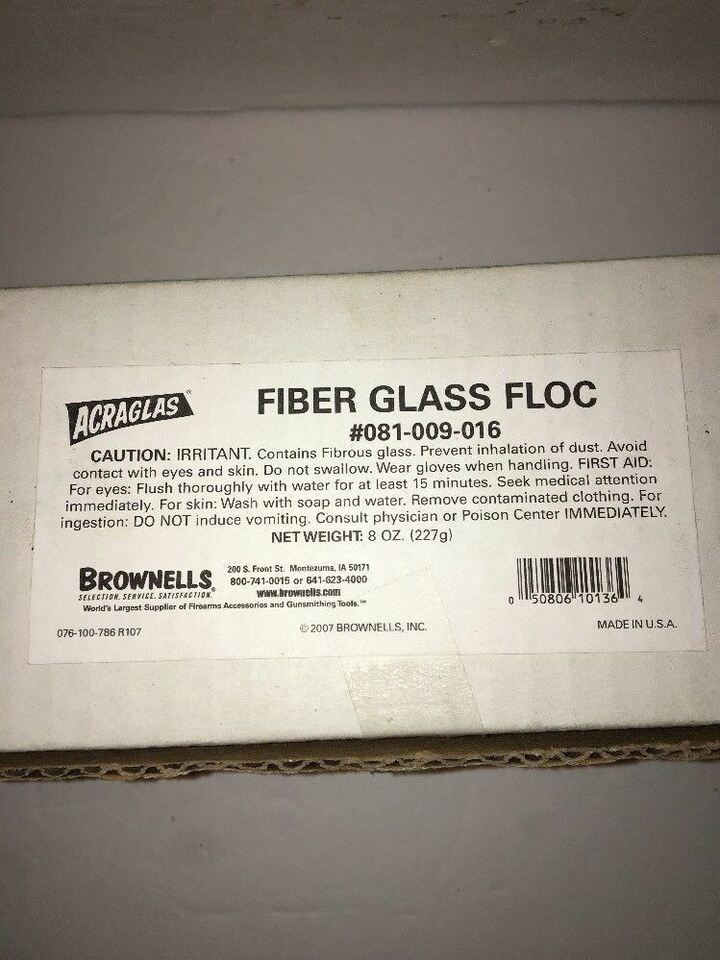 ACRAGLAS®
FIBER GLASS FLOC
#081-009-016
CAUTION: IRRITANT. Contains Fibrous glass. Prevent inhalation of dust. Avoid
contact with eyes and skin. Do not swallow. Wear gloves when handling. FIRST AID:
For eyes: Flush thoroughly with water for at least 15 minutes. Seek medical attention
immediately. For skin: Wash with soap and water. Remove contaminated clothing. For
ingestion: DO NOT induce vomiting. Consult physician or Poison Center IMMEDIATELY.
NET WEIGHT: 8 OZ. (227g)
BROWNELLS®
SELECTION. SERVICE. SATISFACTION.
200 S. Front St. Montezuma, IA 50171
800-741-0015 or 641-623-4000
www.brownells.com
World's Largest Supplier of Firearms Accessories and Gunsmithing Tools.™
0 50806 10136 4
076-100-786 R107
© 2007 BROWNELLS, INC.
MADE IN U.S.A.